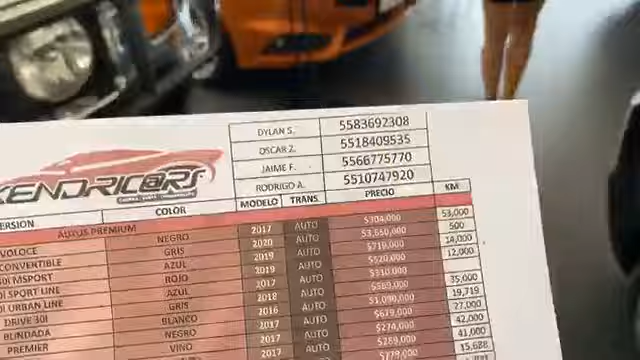 DYLAN S. 5583692308
OSCAR Z. 5518409535
JAIME F. 5566775770
RODRIGO A. 5510747920
KENDRICARS
VERSION COLOR MODELO TRANS. PRECIO KM
AUTOS PREMIUM
VOLOCE NEGRO 2017 AUTO $304,000 53,000
CONVERTIBLE GRIS 2020 AUTO $3,650,000 500
MSPORT AZUL 2019 AUTO $719,000 14,000
SPORT LINE ROJO 2019 AUTO $520,000 12,000
URBAN LINE AZUL 2017 AUTO $310,000
DRIVE 30I GRIS 2018 AUTO 35,000
BLINDADA BLANCO 2016 AUTO $1,090,000 19,719
PREMIER NEGRO 2017 AUTO $679,000 27,000
VINO 2017 AUTO $274,000 42,000
2017 AUTO $289,000 41,000
$779,000 15,688